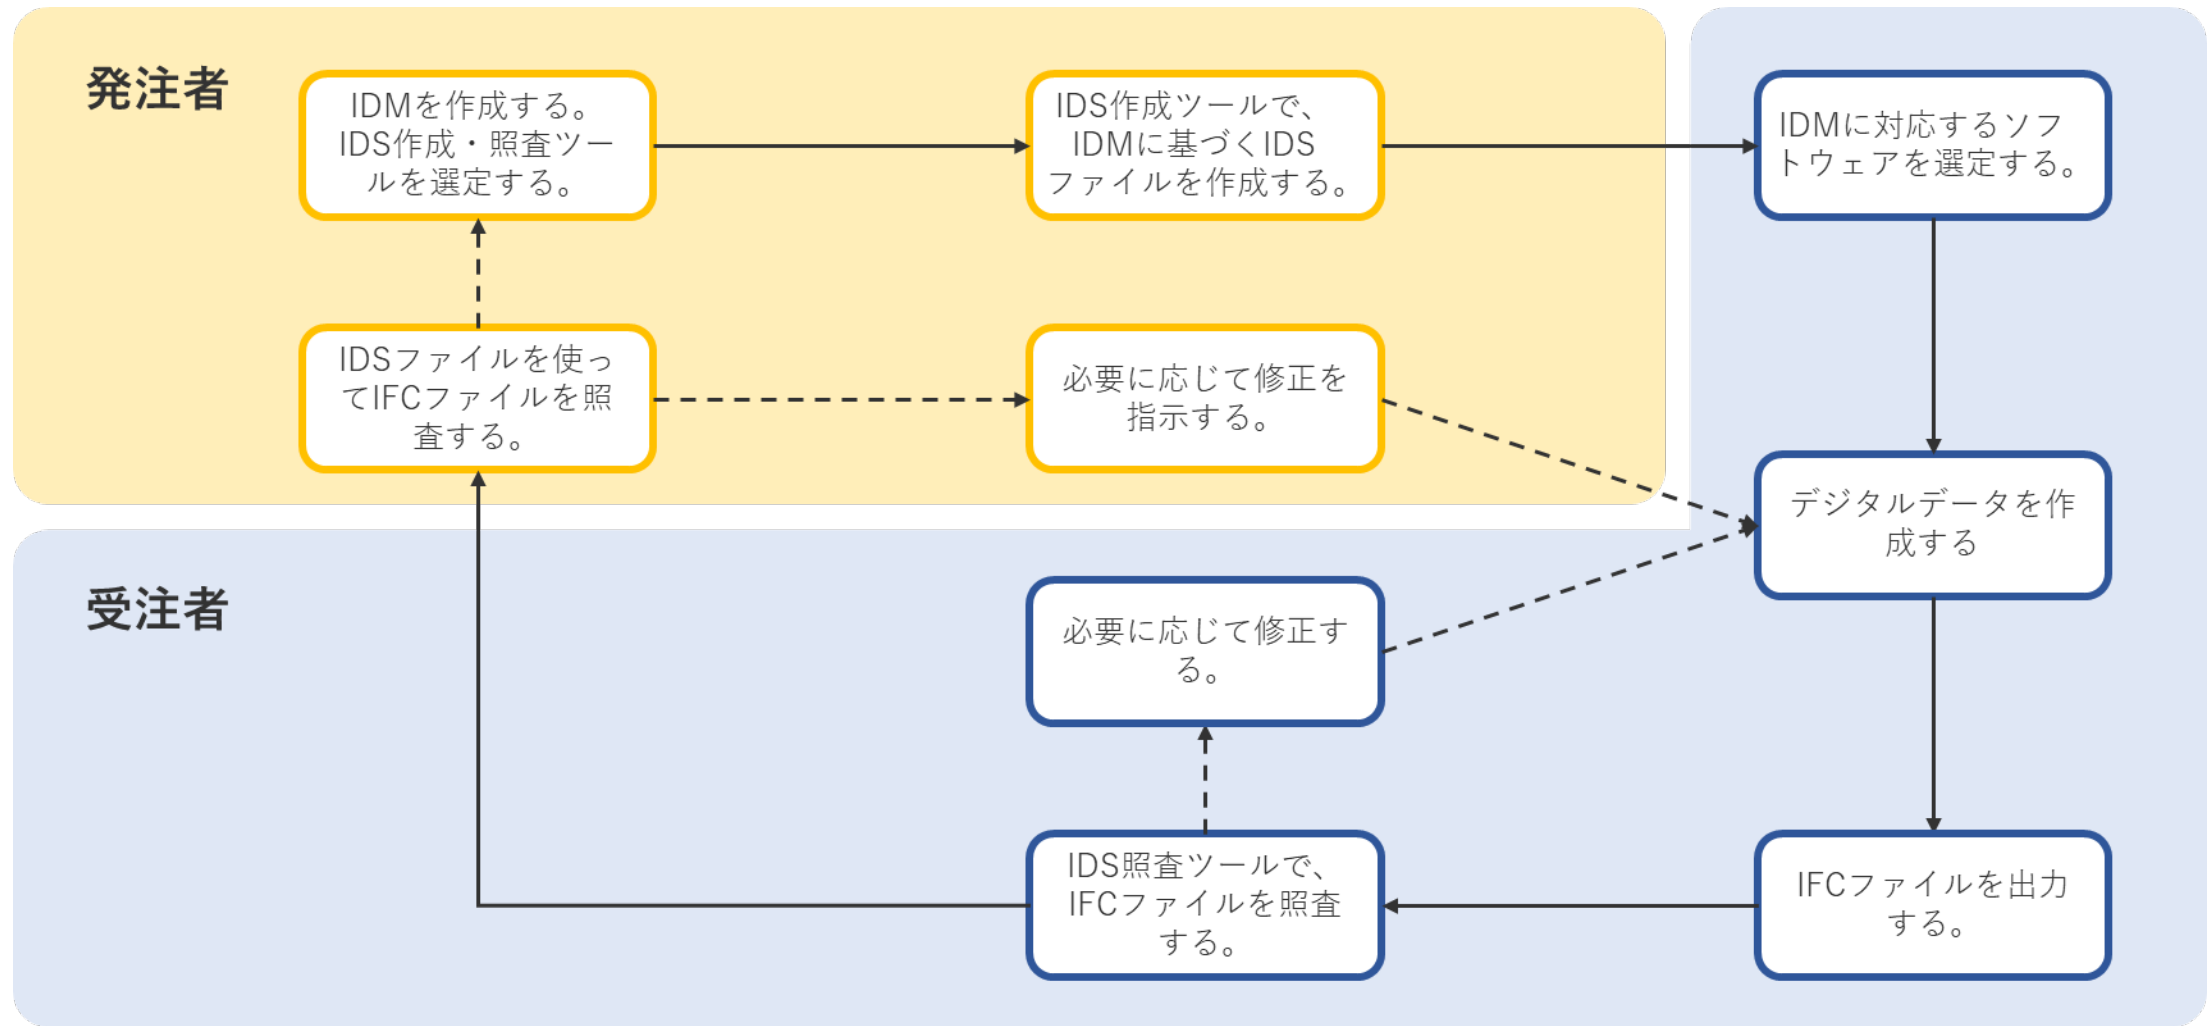 発注者
IDMを作成する。
IDS作成・照査ツー
ルを選定する。
IDS作成ツールで、
IDMに基づくIDS
ファイルを作成する。
IDMに対応するソフ
トウェアを選定する。
IDSファイルを使っ
てIFCファイルを照
査する。
必要に応じて修正を
指示する。
デジタルデータを作
成する
受注者
必要に応じて修正す
る。
IDS照査ツールで、
IFCファイルを照査
する。
IFCファイルを出力
する。